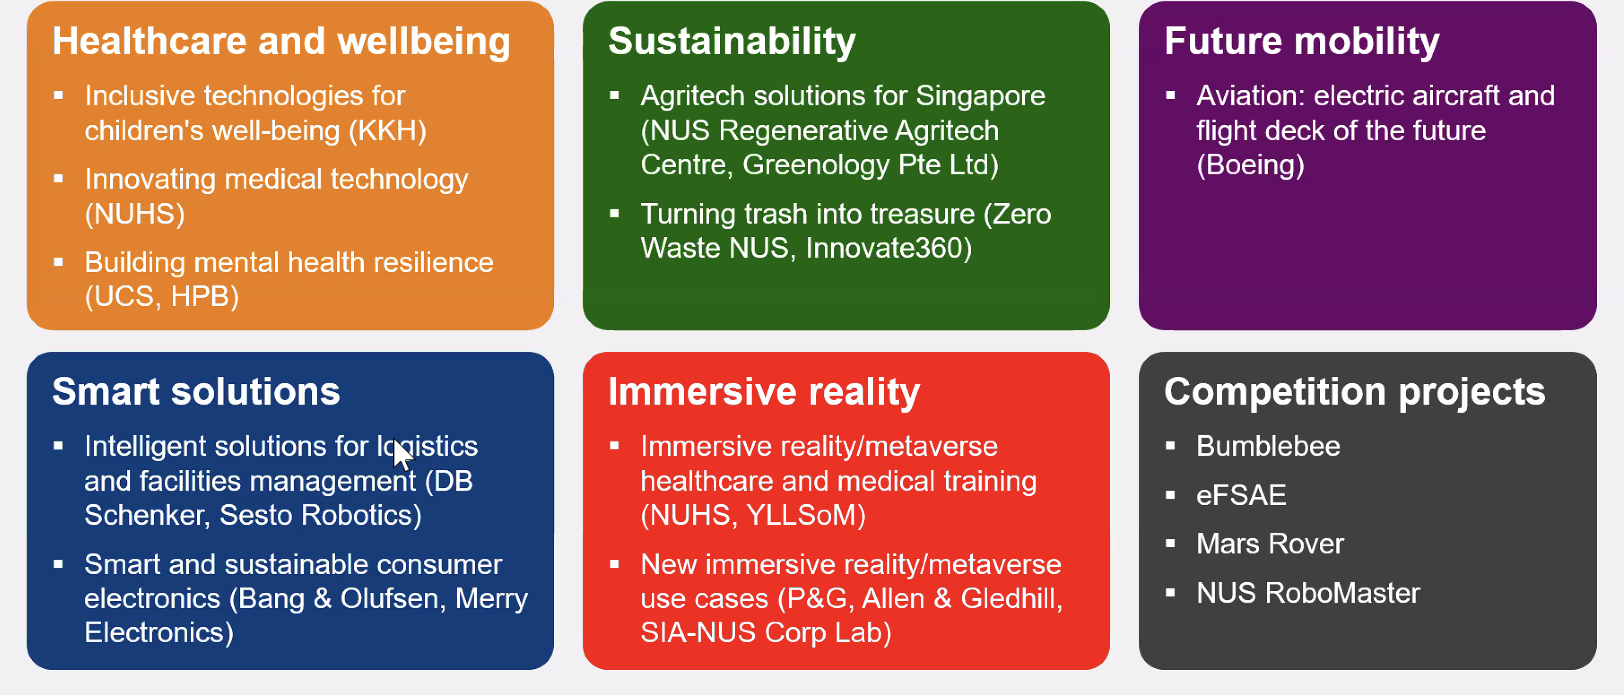 Healthcare and wellbeing
▪ Inclusive technologies for
children's well-being (KKH)
▪ Innovating medical technology
(NUHS)
▪ Building mental health resilience
(UCS, HPB)
Sustainability
▪ Agritech solutions for Singapore
(NUS Regenerative Agritech
Centre, Greenology Pte Ltd)
▪ Turning trash into treasure (Zero
Waste NUS, Innovate360)
Future mobility
▪ Aviation: electric aircraft and
flight deck of the future
(Boeing)
Smart solutions
▪ Intelligent solutions for logistics
and facilities management (DB
Schenker, Sesto Robotics)
▪ Smart and sustainable consumer
electronics (Bang & Olufsen, Merry
Electronics)
Immersive reality
▪ Immersive reality/metaverse
healthcare and medical training
(NUHS, YLLSoM)
▪ New immersive reality/metaverse
use cases (P&G, Allen & Gledhill,
SIA-NUS Corp Lab)
Competition projects
▪ Bumblebee
▪ eFSAE
▪ Mars Rover
▪ NUS RoboMaster